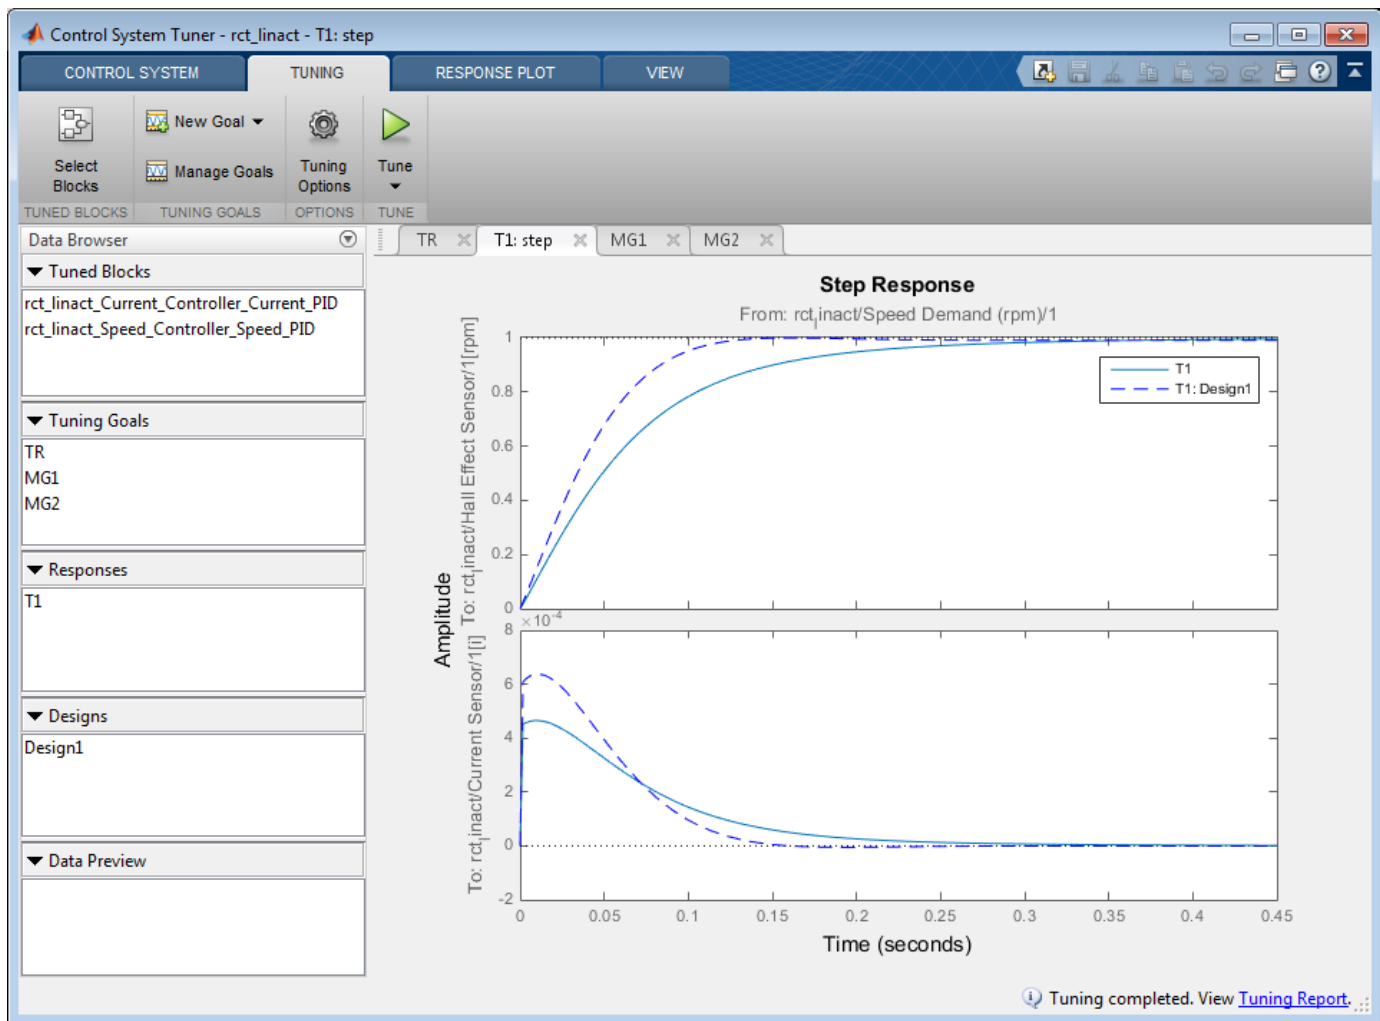 Control System Tuner - rct_linact - T1: step
CONTROL SYSTEM TUNING RESPONSE PLOT VIEW
Select Blocks
New Goal
Manage Goals
Tuning Options
Tune
TUNED BLOCKS TUNING GOALS OPTIONS TUNE
Data Browser
TR T1: step MG1 MG2
Tuned Blocks
rct_linact_Current_Controller_Current_PID
rct_linact_Speed_Controller_Speed_PID
Tuning Goals
TR
MG1
MG2
Responses
T1
Designs
Design1
Data Preview
Step Response
From: rct_linact/Speed Demand (rpm)/1
Amplitude
To: rct_linact/Hall Effect Sensor/1[rpm]
1
0.8
0.6
0.4
0.2
0
T1
T1: Design1
To: rct_linact/Current Sensor/1[i]
×10-4
8
6
4
2
0
-2
0 0.05 0.1 0.15 0.2 0.25 0.3 0.35 0.4 0.45
Time (seconds)
Tuning completed. View Tuning Report.